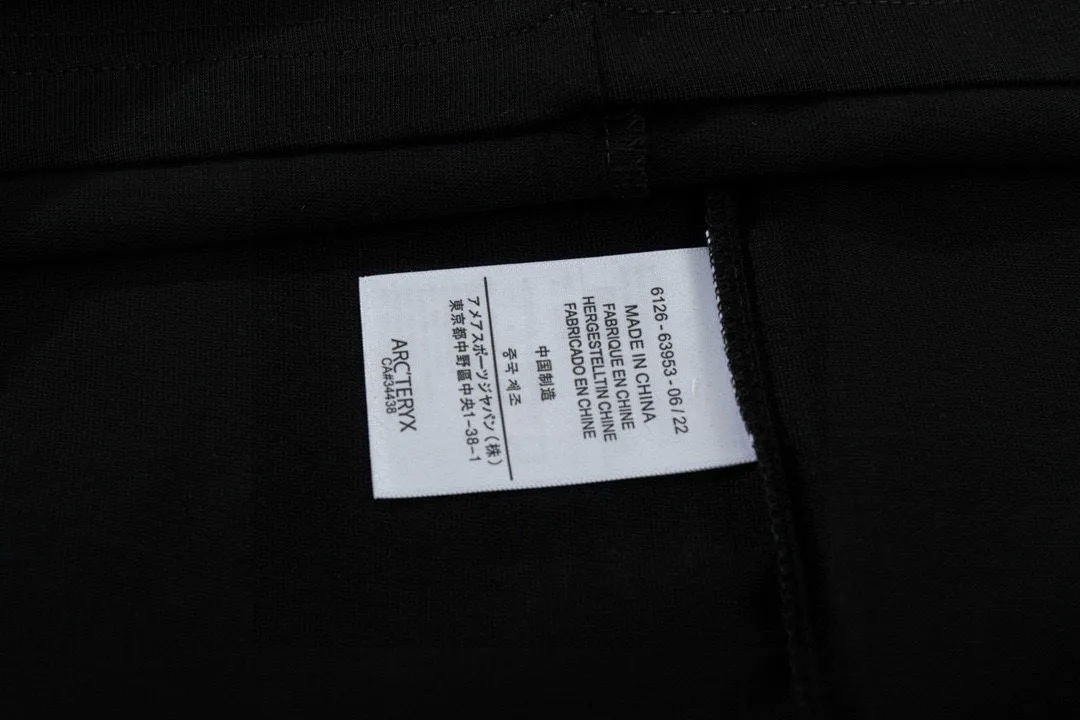 6126 - 63953 - 06 / 22
MADE IN CHINA
FABRIQUE EN CHINE
HERGESTELLTIN CHINE
FABRICADO EN CHINE
中国制造
중국 제조
アメアスポーツジャパン(株)
東京都中野區中央1-38-1
ARC'TERYX
CA#34438